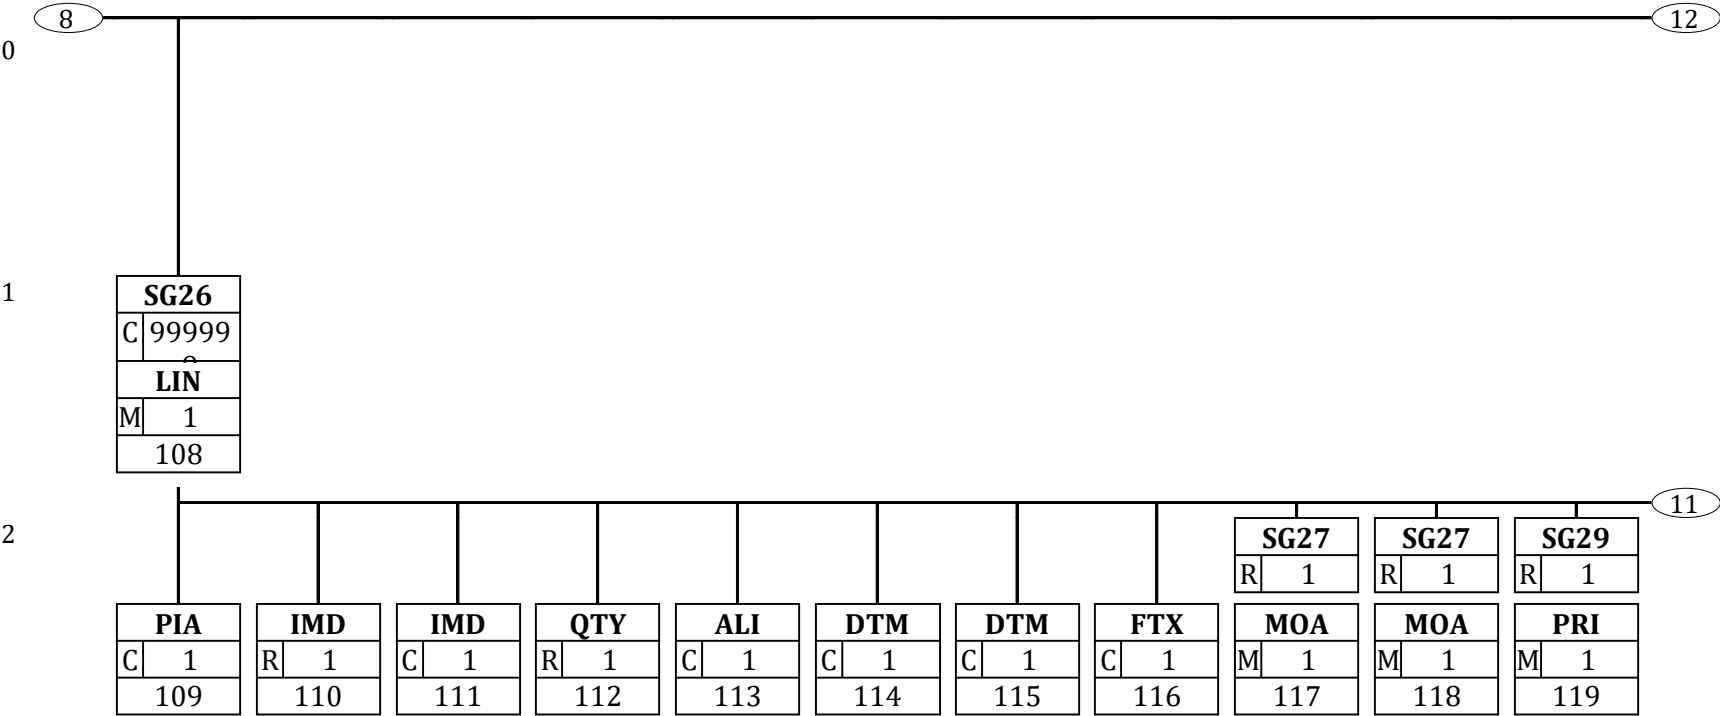 8 12
0
1 SG26
C 99999
LIN
M 1
108
11
2 SG27 SG27 SG29
R 1 R 1 R 1
PIA IMD IMD QTY ALI DTM DTM FTX MOA MOA PRI
C 1 R 1 C 1 R 1 C 1 C 1 C 1 C 1 M 1 M 1 M 1
109 110 111 112 113 114 115 116 117 118 119